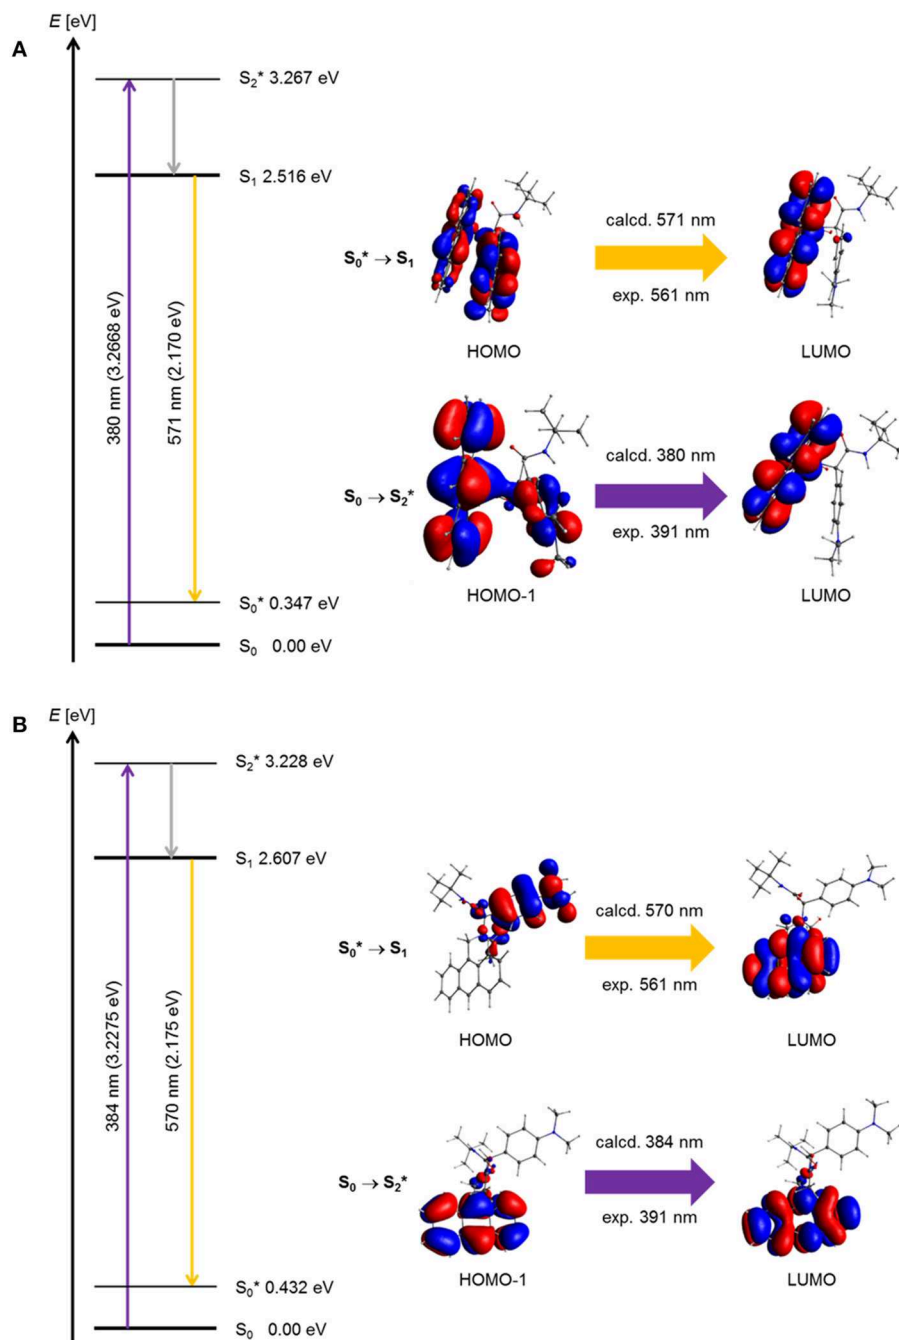 E [eV]
A
S₂* 3.267 eV
S₁ 2.516 eV
380 nm (3.2668 eV)
571 nm (2.170 eV)
S₀* 0.347 eV
S₀ 0.00 eV
S₀* → S₁
calcd. 571 nm
exp. 561 nm
HOMO
LUMO
S₀ → S₂*
calcd. 380 nm
exp. 391 nm
HOMO-1
LUMO
E [eV]
B
S₂* 3.228 eV
S₁ 2.607 eV
384 nm (3.2275 eV)
570 nm (2.175 eV)
S₀* 0.432 eV
S₀ 0.00 eV
S₀* → S₁
calcd. 570 nm
exp. 561 nm
HOMO
LUMO
S₀ → S₂*
calcd. 384 nm
exp. 391 nm
HOMO-1
LUMO